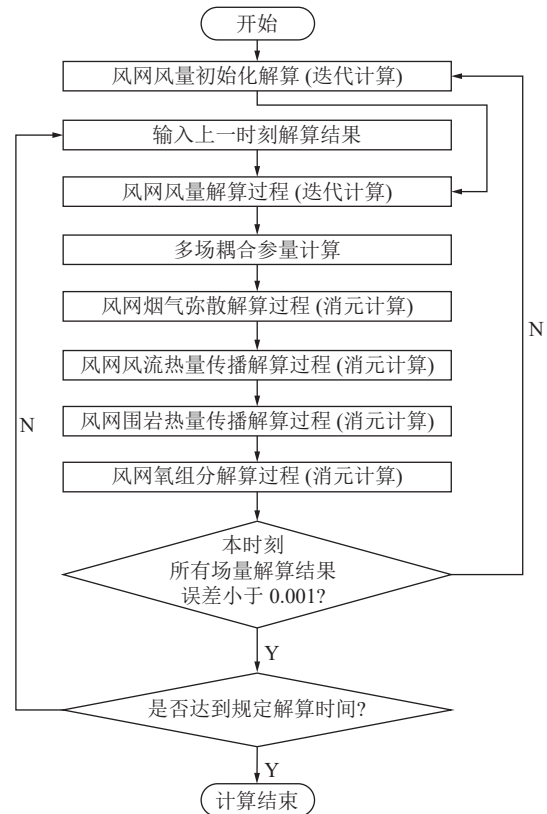 开始
风网风量初始化解算 (迭代计算)
输入上一时刻解算结果
风网风量解算过程 (迭代计算)
多场耦合参量计算
风网烟气弥散解算过程 (消元计算)
N
风网风流热量传播解算过程 (消元计算)
N
风网围岩热量传播解算过程 (消元计算)
风网氧组分解算过程 (消元计算)
本时刻
所有场量解算结果
误差小于 0.001?
Y
是否达到规定解算时间?
Y
计算结束